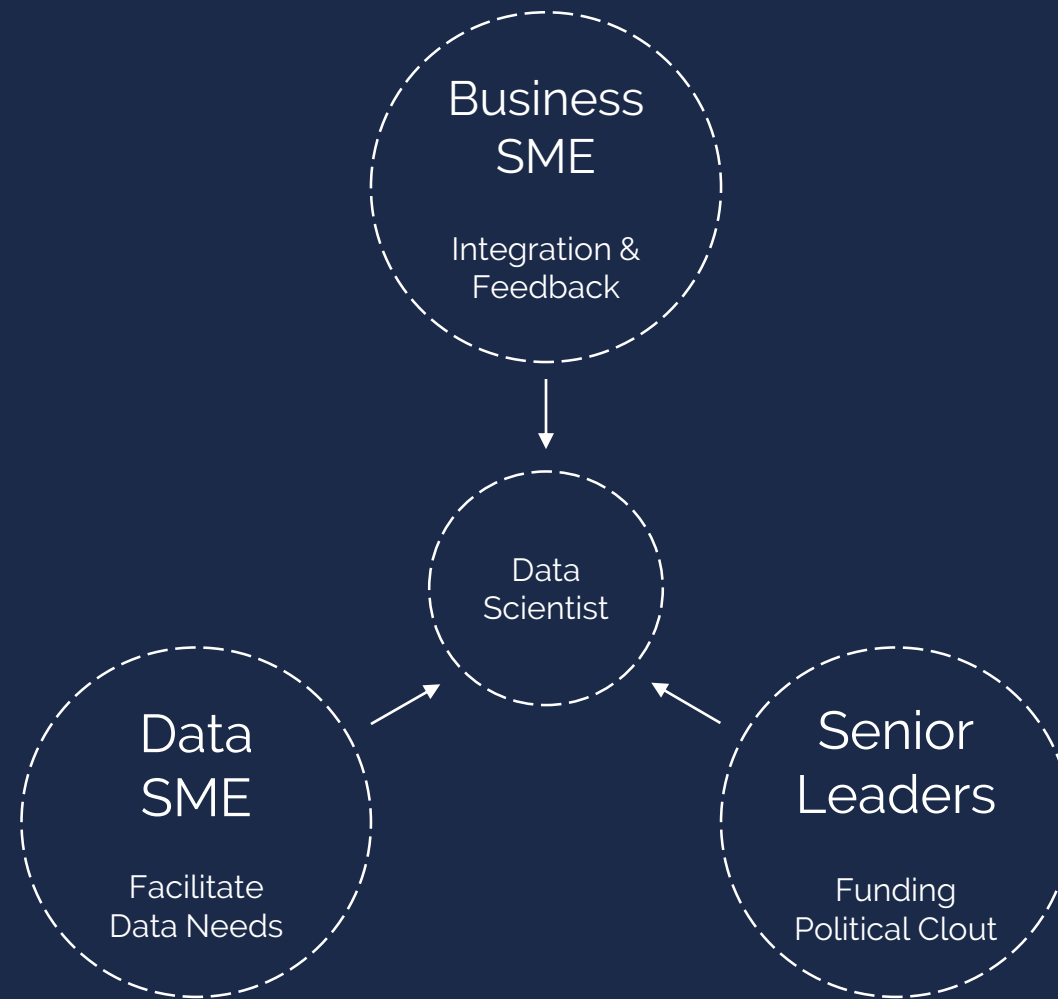 Business
SME
Integration &
Feedback
Data
Scientist
Data
SME
Facilitate
Data Needs
Senior
Leaders
Funding
Political Clout